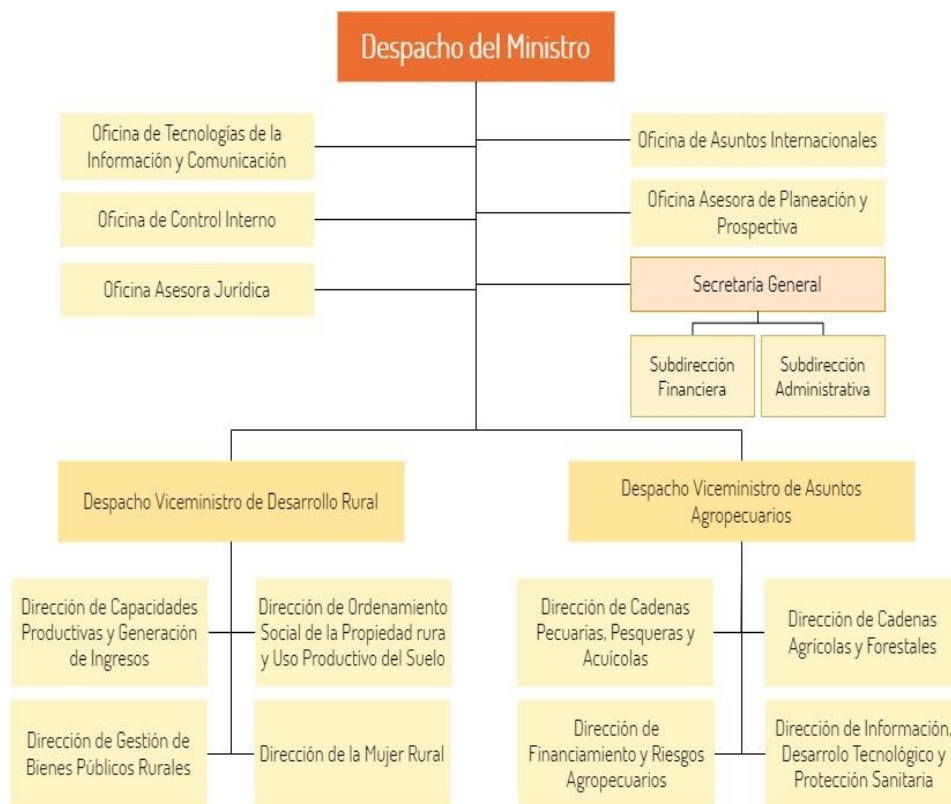 Despacho del Ministro
Oficina de Tecnologías de la
Información y Comunicación
Oficina de Asuntos Internacionales
Oficina de Control Interno
Oficina Asesora de Planeación y
Prospectiva
Oficina Asesora Jurídica
Secretaría General
Subdirección
Financiera
Subdirección
Administrativa
Despacho Viceministro de Desarrollo Rural
Despacho Viceministro de Asuntos
Agropecuarios
Dirección de Capacidades
Productivas y Generación
de Ingresos
Dirección de Ordenamiento
Social de la Propiedad rura
y Uso Productivo del Suelo
Dirección de Cadenas
Pecuarias, Pesqueras y
Acuícolas
Dirección de Cadenas
Agrícolas y Forestales
Dirección de Gestión de
Bienes Públicos Rurales
Dirección de la Mujer Rural
Dirección de
Financiamiento y Riesgos
Agropecuarios
Dirección de Información,
Desarrolo Tecnológico y
Protección Sanitaria